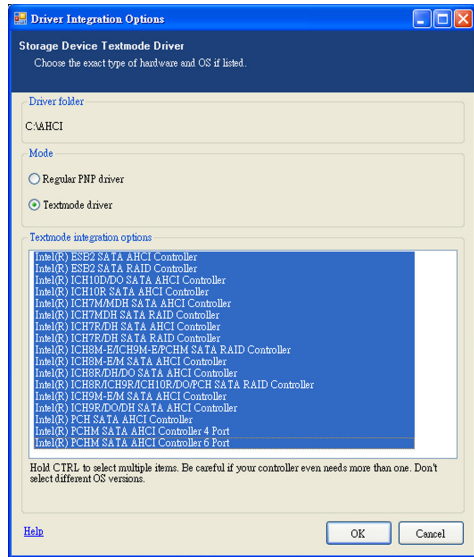 Driver Integration Options
Storage Device Textmode Driver
Choose the exact type of hardware and OS if listed.
Driver folder
C:\AHCI
Mode
Regular PNP driver
Textmode driver
Textmode integration options
Intel(R) ESB2 SATA AHCI Controller
Intel(R) ESB2 SATA RAID Controller
Intel(R) ICH10D/DO SATA AHCI Controller
Intel(R) ICH10R SATA AHCI Controller
Intel(R) ICH7M/MDH SATA AHCI Controller
Intel(R) ICH7MDH SATA RAID Controller
Intel(R) ICH7R/DH SATA AHCI Controller
Intel(R) ICH7R/DH SATA RAID Controller
Intel(R) ICH8M-E/ICH9M-E/PCHM SATA RAID Controller
Intel(R) ICH8M-E/M SATA AHCI Controller
Intel(R) ICH8R/DH/DO SATA AHCI Controller
Intel(R) ICH8R/ICH9R/ICH10R/DO/PCH SATA RAID Controller
Intel(R) ICH9M-E/M SATA AHCI Controller
Intel(R) ICH9R/DO/DH SATA AHCI Controller
Intel(R) PCH SATA AHCI Controller
Intel(R) PCHM SATA AHCI Controller 4 Port
Intel(R) PCHM SATA AHCI Controller 6 Port
Hold CTRL to select multiple items. Be careful if your controller even needs more than one. Don't
select different OS versions.
Help
OK
Cancel